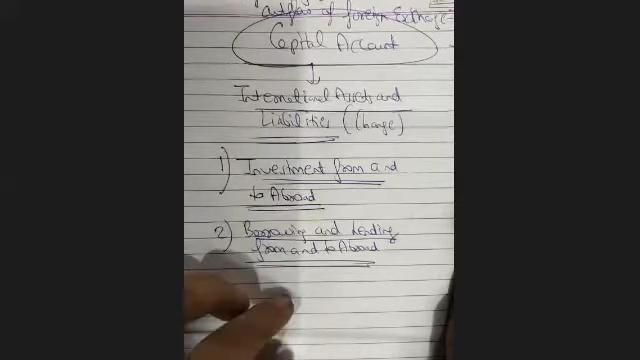 outflow of foreign Exchange
Capital Account
International Assets and
Liabilities (Change)
1) Investment from and
to Abroad
2) Borrowing and Lending
from and to Abroad